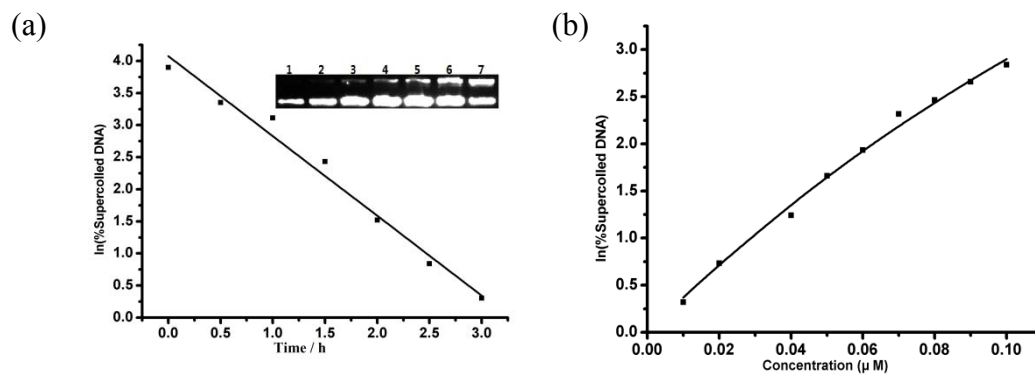 (a)
ln(%Supercolled DNA)
4.0
3.5
3.0
2.5
2.0
1.5
1.0
0.5
0.0
1 2 3 4 5 6 7
0.0 0.5 1.0 1.5 2.0 2.5 3.0
Time / h
(b)
ln(%Supercolled DNA)
3.0
2.5
2.0
1.5
1.0
0.5
0.0
0.00 0.02 0.04 0.06 0.08 0.10
Concentration (μ M)